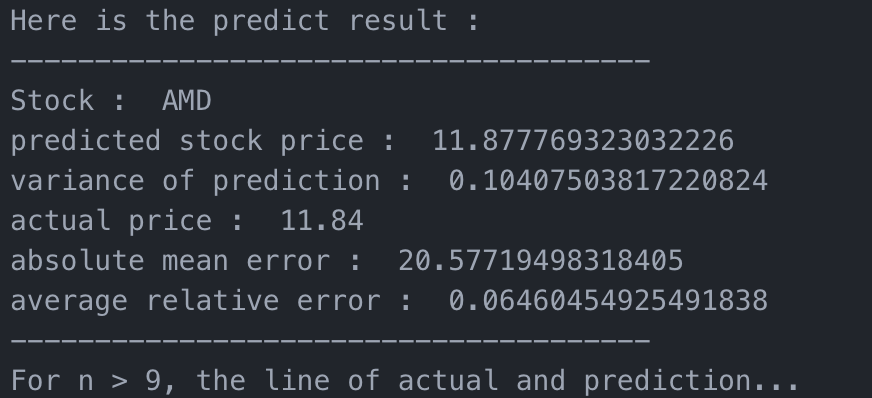 Here is the predict result :
--------------------------------------
Stock :  AMD
predicted stock price :  11.877769323032226
variance of prediction :  0.10407503817220824
actual price :  11.84
absolute mean error :  20.57719498318405
average relative error :  0.06460454925491838
--------------------------------------
For n > 9, the line of actual and prediction...